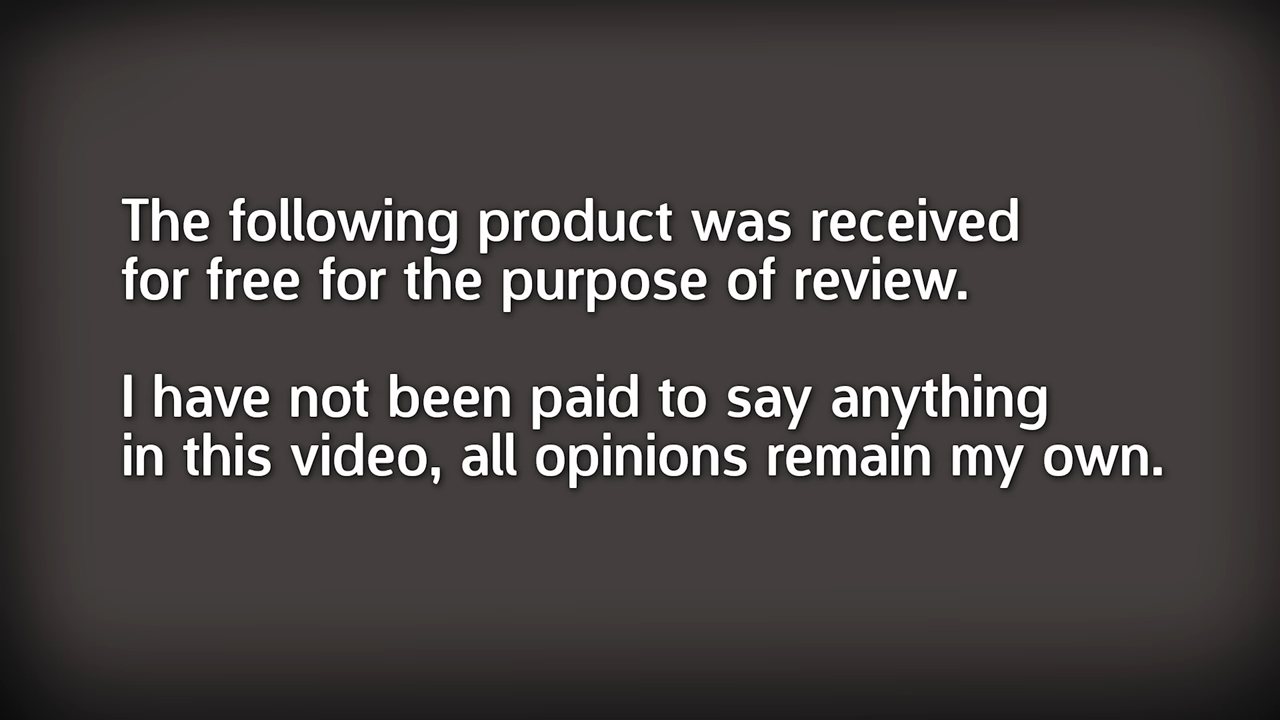 The following product was received
for free for the purpose of review.
I have not been paid to say anything
in this video, all opinions remain my own.